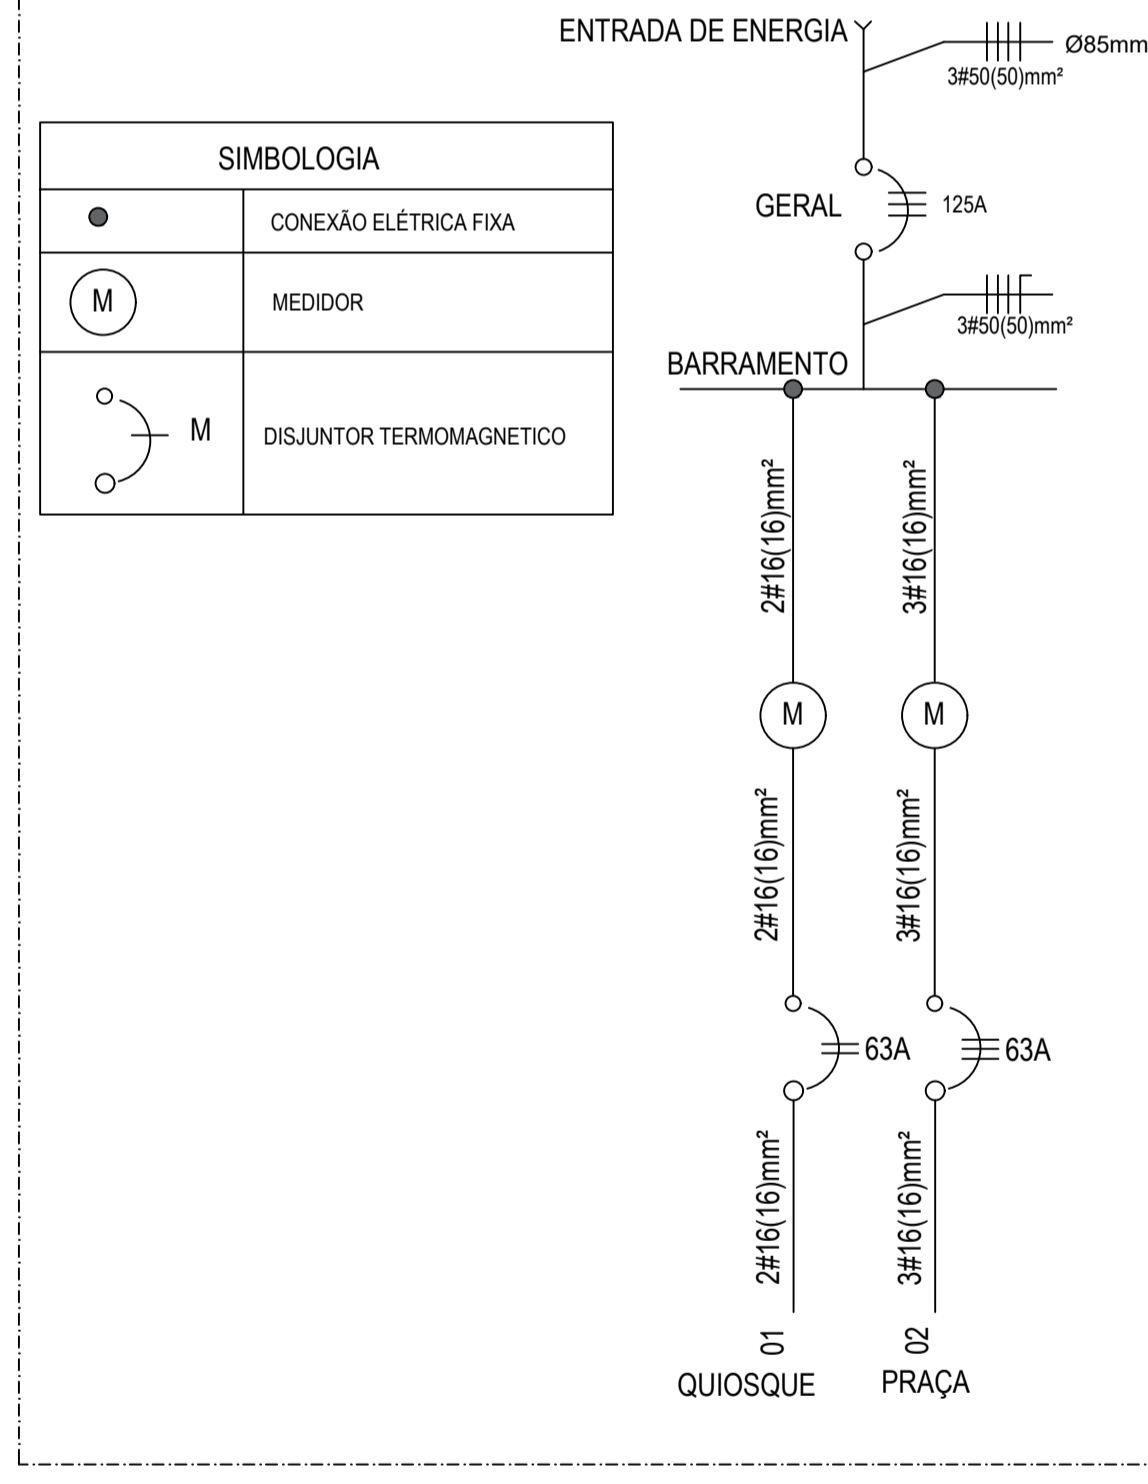 ENTRADA DE ENERGIA
Ø85mm
3#50(50)mm²
SIMBOLOGIA
CONEXÃO ELÉTRICA FIXA
M
MEDIDOR
M
DISJUNTOR TERMOMAGNETICO
GERAL
125A
3#50(50)mm²
BARRAMENTO
2#16(16)mm²
3#16(16)mm²
M
M
2#16(16)mm²
3#16(16)mm²
63A
63A
2#16(16)mm²
3#16(16)mm²
01
02
QUIOSQUE
PRAÇA